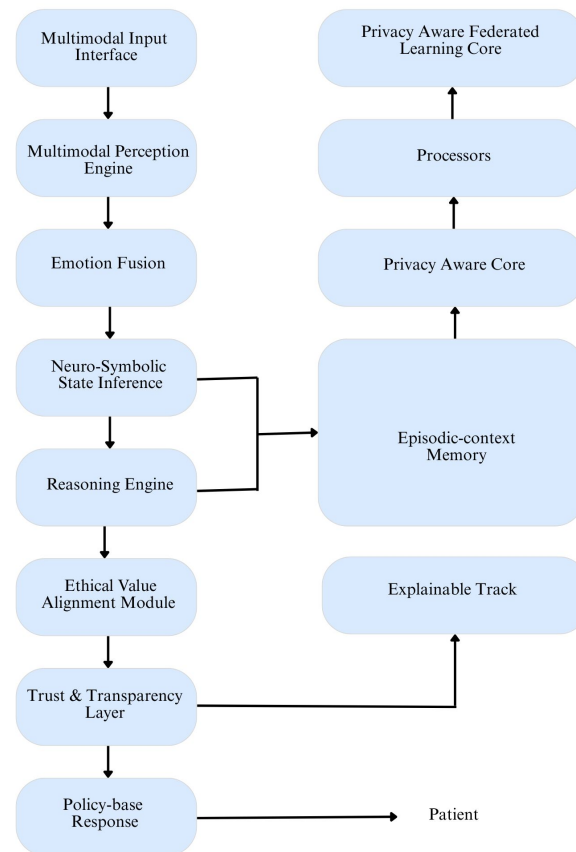 Multimodal Input
Interface
Multimodal Perception
Engine
Emotion Fusion
Neuro-Symbolic
State Inference
Reasoning Engine
Ethical Value
Alignment Module
Trust & Transparency
Layer
Policy-base
Response
Privacy Aware Federated
Learning Core
Processors
Privacy Aware Core
Episodic-context
Memory
Explainable Track
Patient